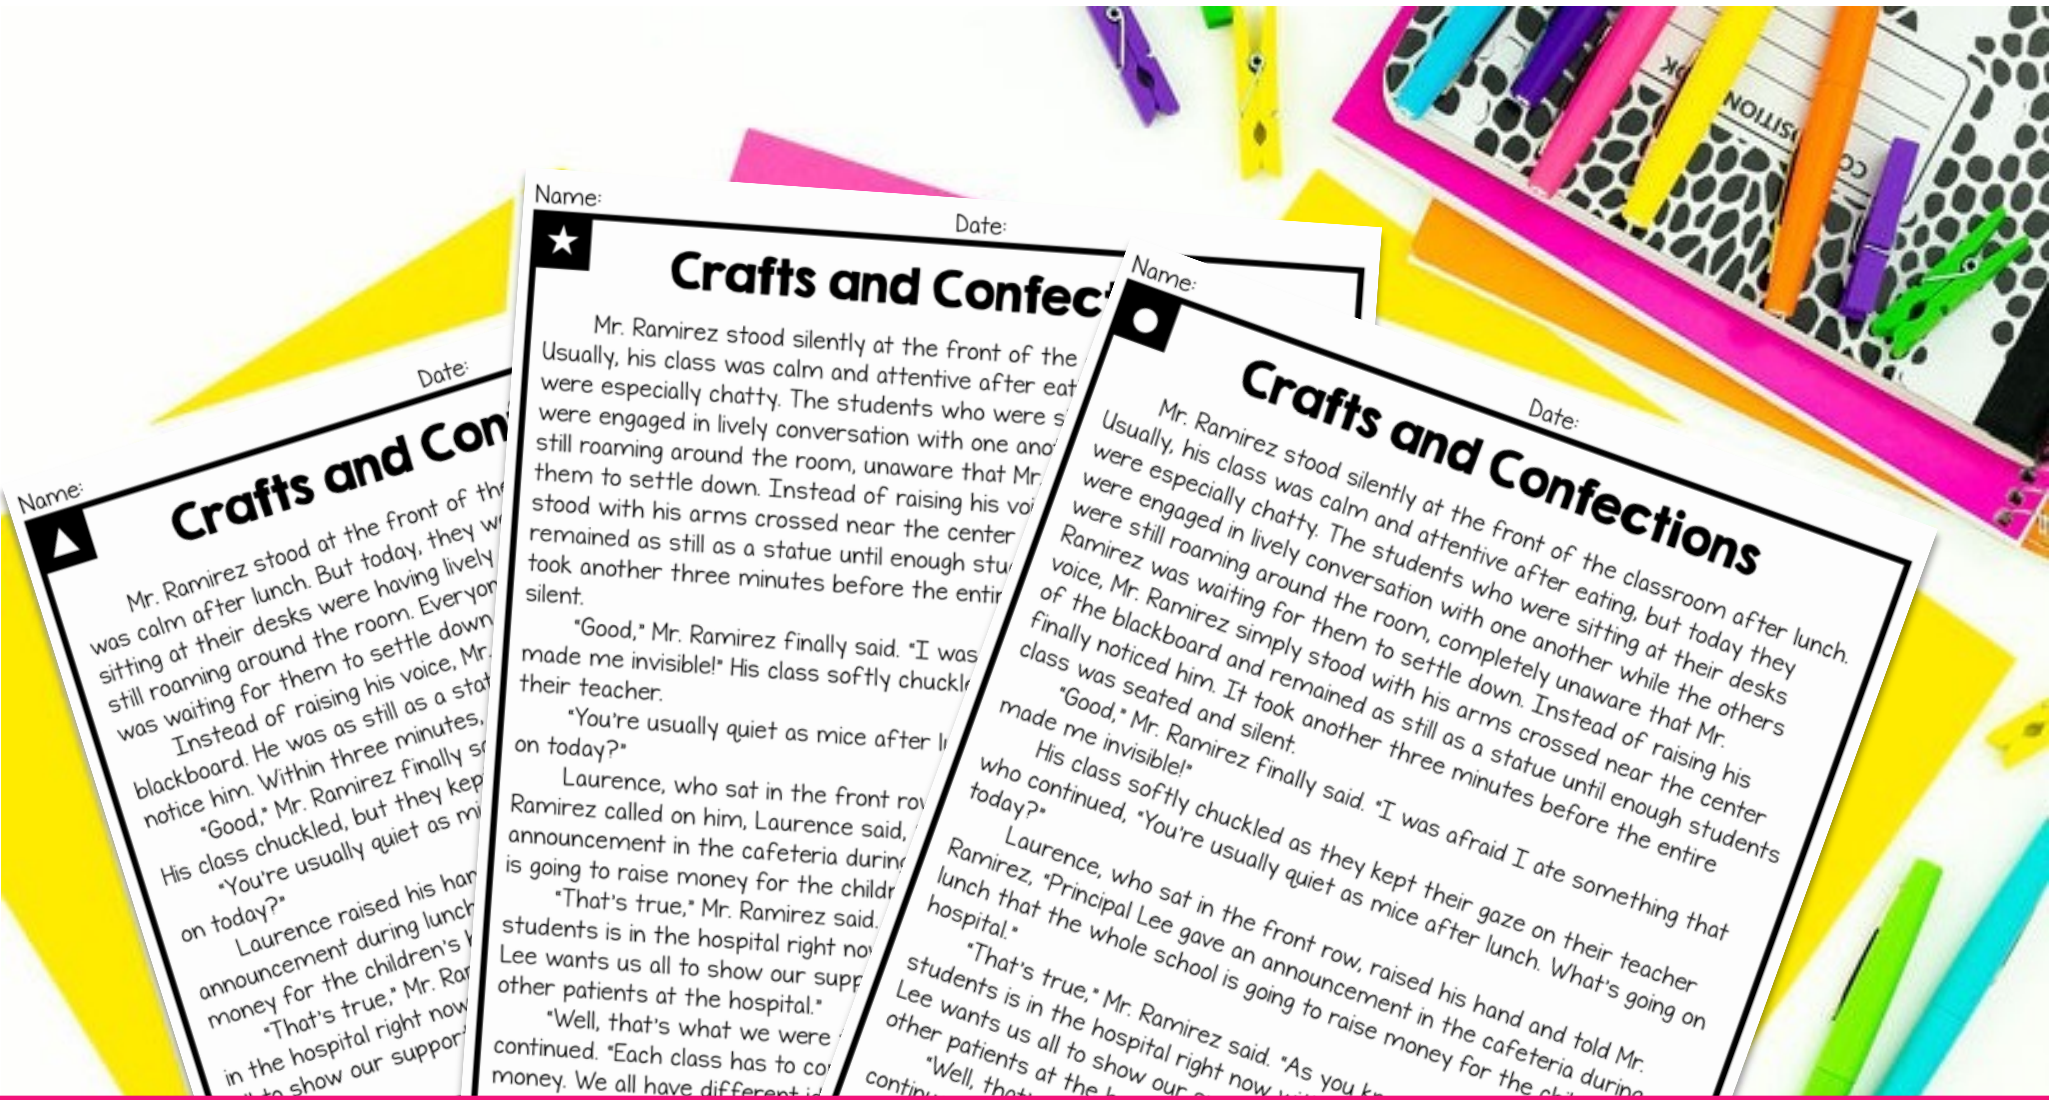 Name:
Date:
Crafts and Con
Mr. Ramirez stood at the front of the
was calm after lunch. But today, they
sitting at their desks were having lively
still roaming around the room. Everyon
was waiting for them to settle down
Instead of raising his voice, Mr.
blackboard. He was as still as a stat
notice him. Within three minutes,
"Good," Mr. Ramirez finally
His class chuckled, but they kep
"You're usually quiet as mi
on today?"
Laurence raised his han
announcement during lunch
money for the children's
"That's true," Mr. Ra
in the hospital right now
to show our suppor
Name:
Date:
Crafts and Confec
Mr. Ramirez stood silently at the front of the
Usually, his class was calm and attentive after eat
were especially chatty. The students who were s
were engaged in lively conversation with one ano
still roaming around the room, unaware that Mr
them to settle down. Instead of raising his voi
stood with his arms crossed near the center
remained as still as a statue until enough stu
took another three minutes before the entir
silent.
"Good," Mr. Ramirez finally said. "I was
made me invisible!" His class softly chuckle
their teacher.
"You're usually quiet as mice after l
on today?"
Laurence, who sat in the front row
Ramirez called on him, Laurence said,
announcement in the cafeteria during
is going to raise money for the childr
"That's true," Mr. Ramirez said.
students is in the hospital right now
Lee wants us all to show our supp
other patients at the hospital."
"Well, that's what we were
continued. "Each class has to co
money. We all have different i
Name:
Date:
Crafts and Confections
Mr. Ramirez stood silently at the front of the classroom after lunch.
Usually, his class was calm and attentive after eating, but today they
were especially chatty. The students who were sitting at their desks
were engaged in lively conversation with one another while the others
were still roaming around the room, completely unaware that Mr.
Ramirez was waiting for them to settle down. Instead of raising his
voice, Mr. Ramirez simply stood with his arms crossed near the center
of the blackboard and remained as still as a statue until enough students
finally noticed him. It took another three minutes before the entire
class was seated and silent.
"Good," Mr. Ramirez finally said. "I was afraid I ate something that
made me invisible!"
His class softly chuckled as they kept their gaze on their teacher
who continued, "You're usually quiet as mice after lunch. What's going on
today?"
Laurence, who sat in the front row, raised his hand and told Mr.
Ramirez, "Principal Lee gave an announcement in the cafeteria during
lunch that the whole school is going to raise money for the chil
hospital."
"That's true," Mr. Ramirez said. "As you k
students is in the hospital right now wi
Lee wants us all to show our
other patients at the h
"Well, that'
continu
CO
SITION
OK